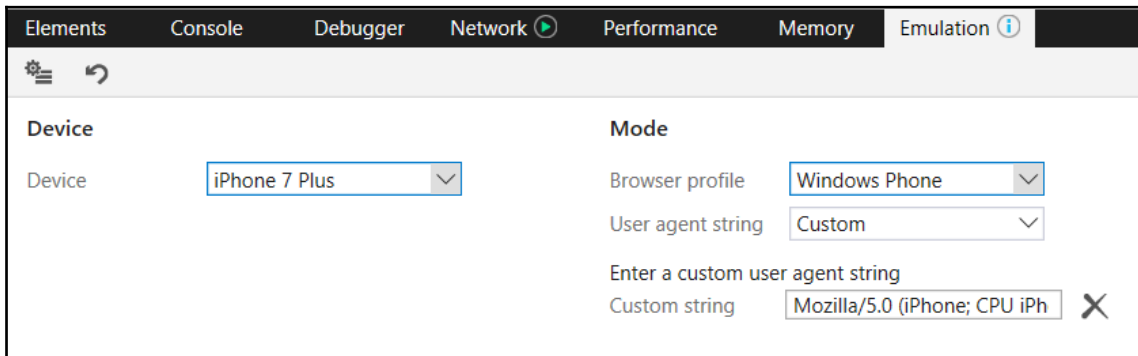 Elements Console Debugger Network Performance Memory Emulation
Device Mode
Device iPhone 7 Plus Browser profile Windows Phone
User agent string Custom
Enter a custom user agent string
Custom string Mozilla/5.0 (iPhone; CPU iPh